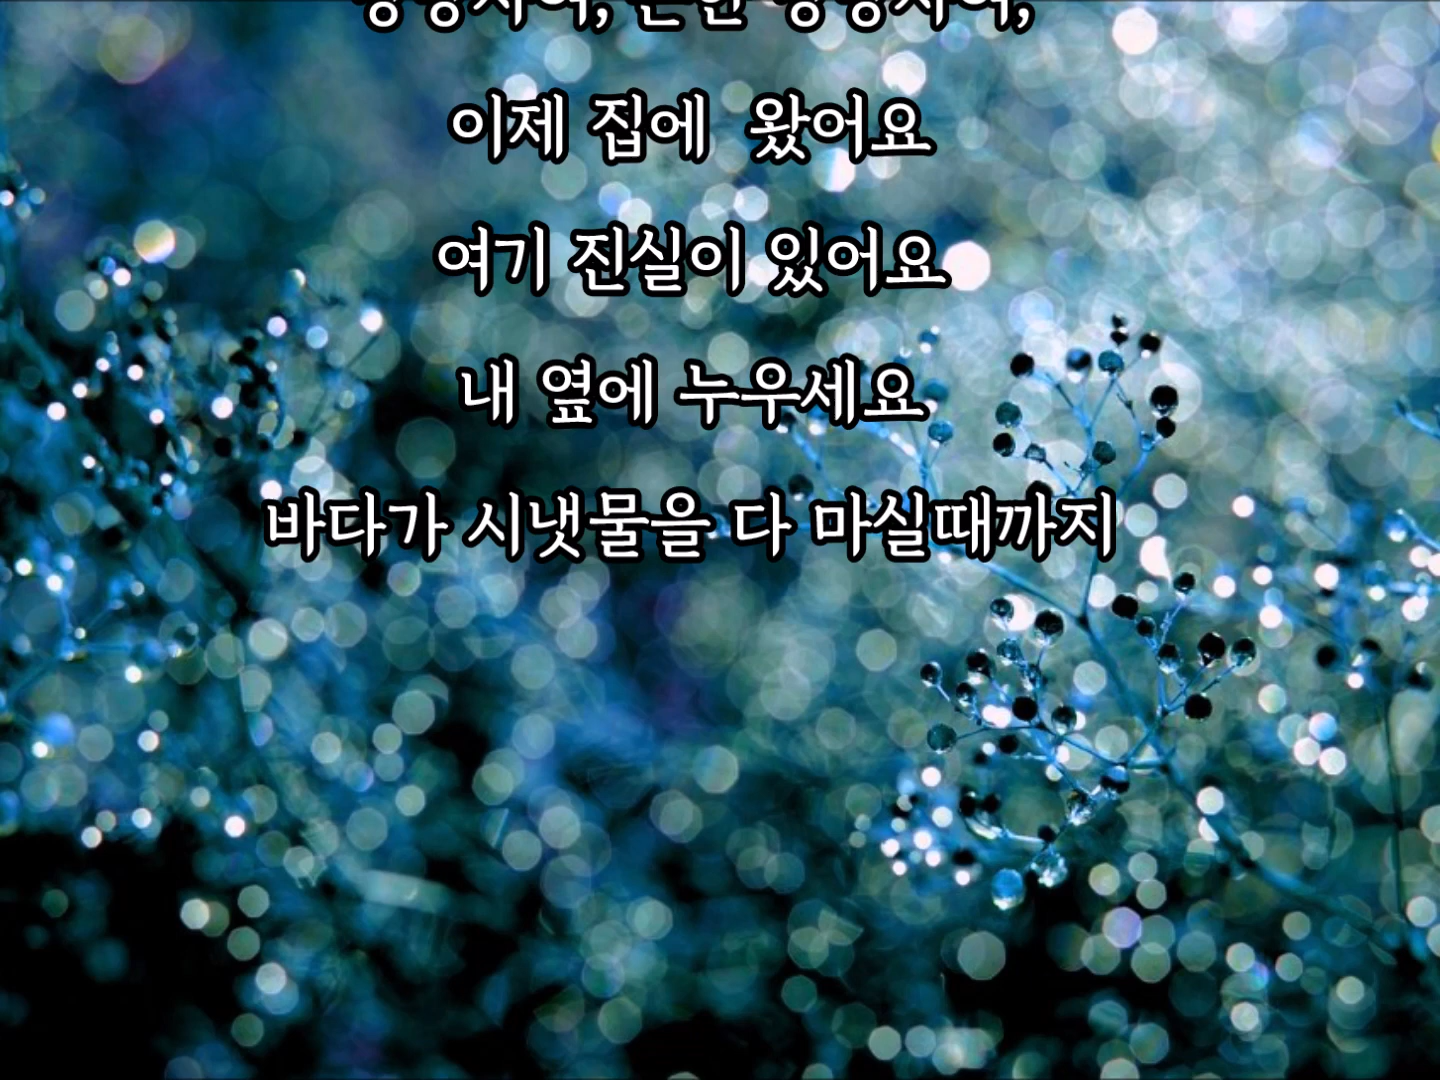 이제 집에 왔어요
여기 진실이 있어요
내 옆에 누우세요
바다가 시냇물을 다 마실때까지